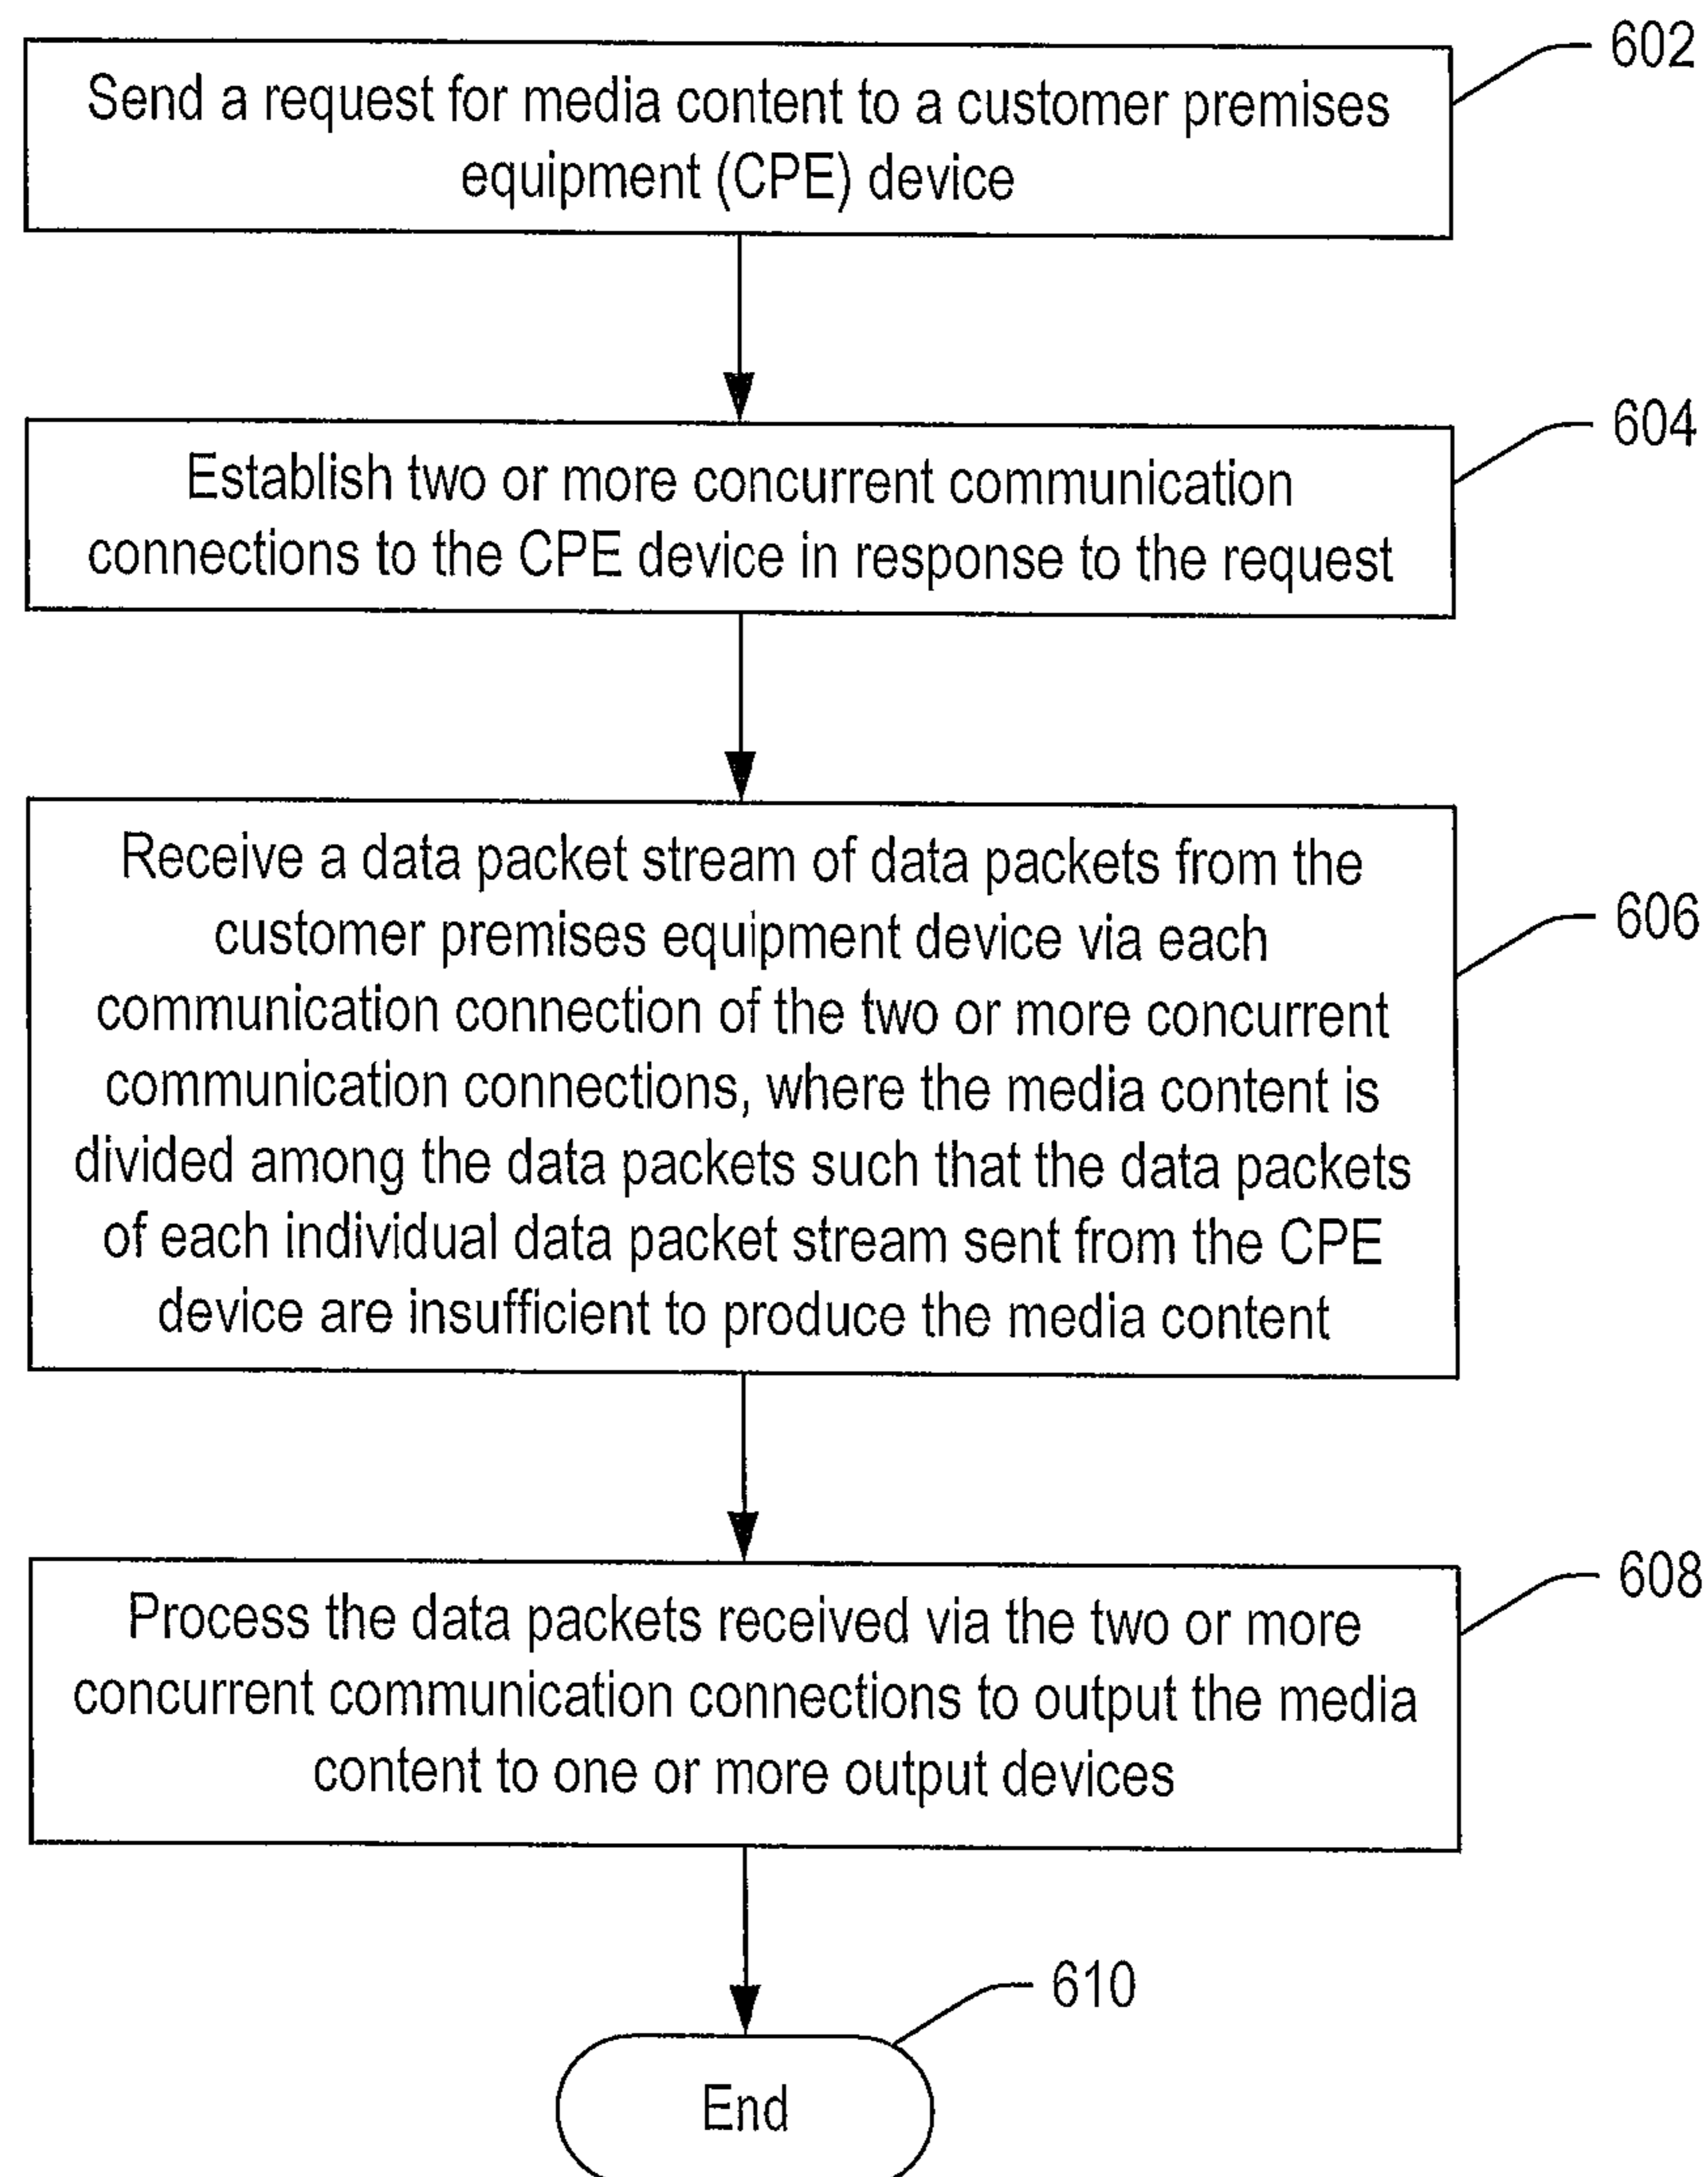 602
Send a request for media content to a customer premises
equipment (CPE) device
604
Establish two or more concurrent communication
connections to the CPE device in response to the request
606
Receive a data packet stream of data packets from the
customer premises equipment device via each
communication connection of the two or more concurrent
communication connections, where the media content is
divided among the data packets such that the data packets
of each individual data packet stream sent from the CPE
device are insufficient to produce the media content
608
Process the data packets received via the two or more
concurrent communication connections to output the media
content to one or more output devices
610
End